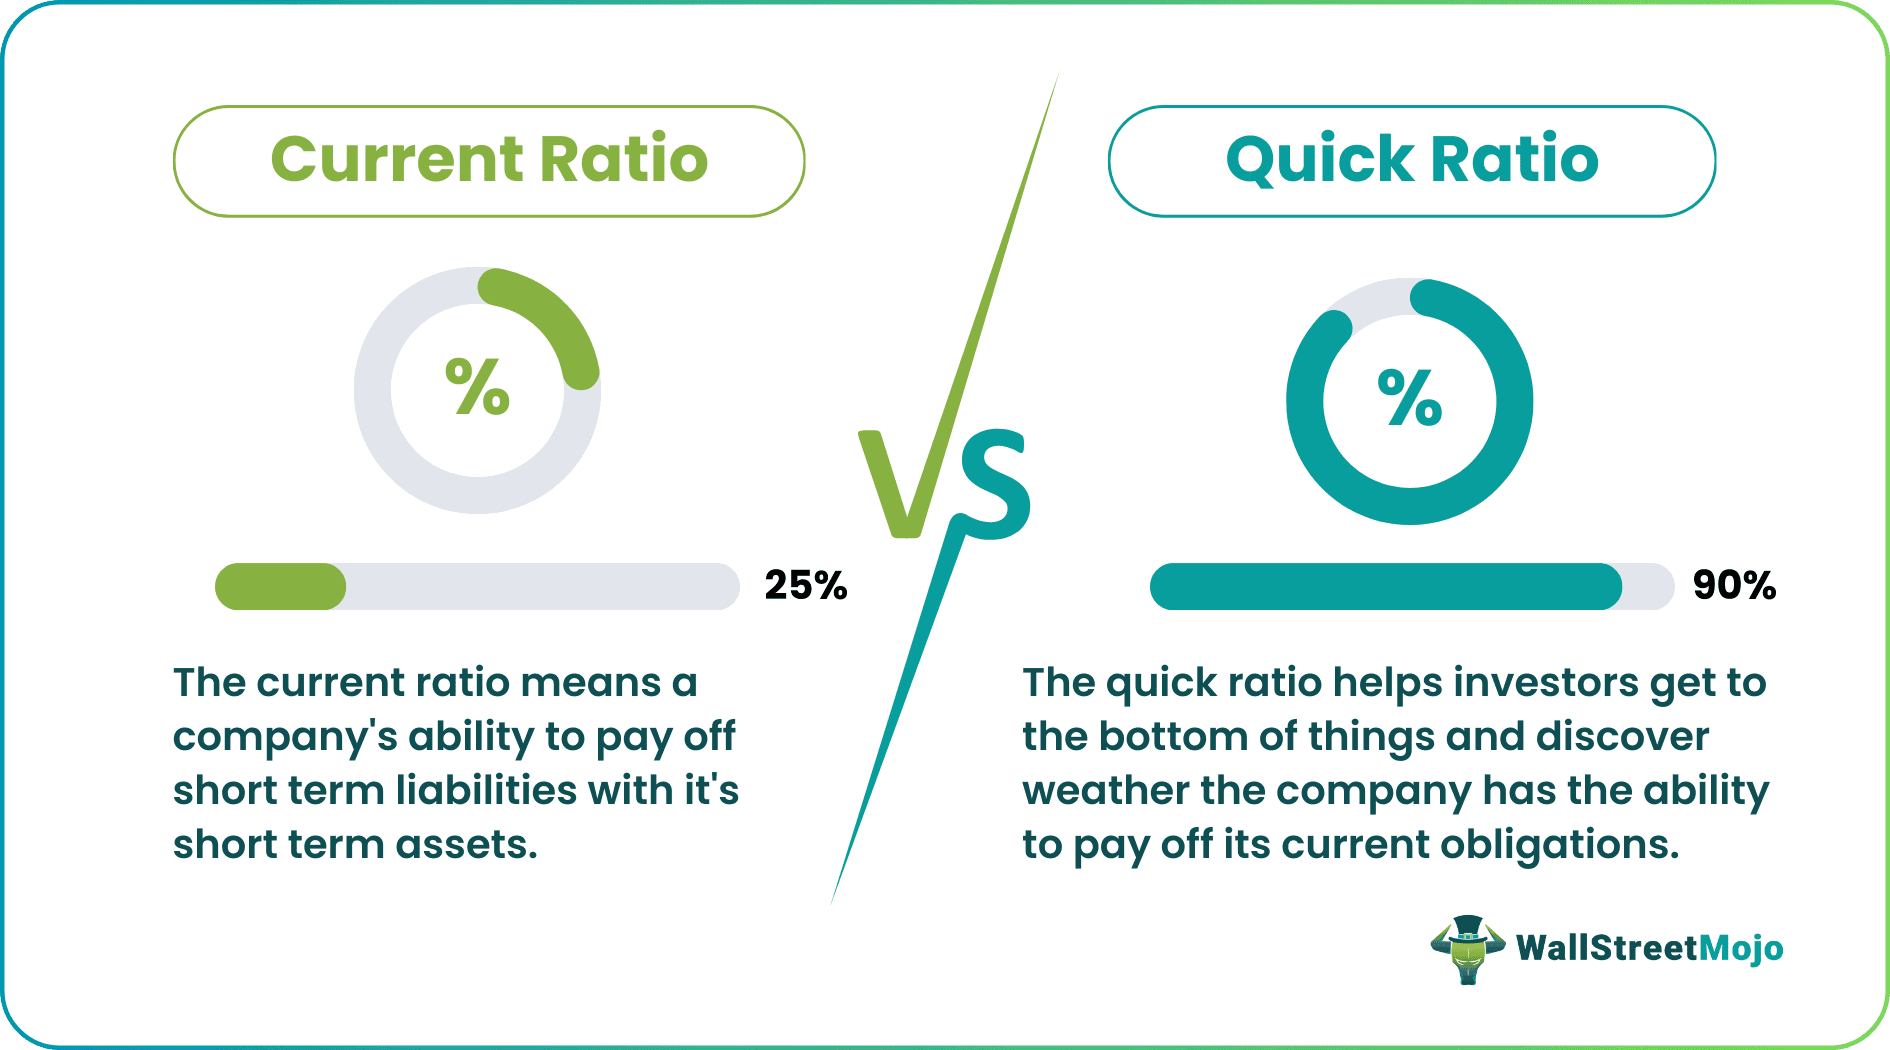 Current Ratio
%
25%
The current ratio means a
company's ability to pay off
short term liabilities with it's
short term assets.
VS
Quick Ratio
%
90%
The quick ratio helps investors get to
the bottom of things and discover
weather the company has the ability
to pay off its current obligations.
WallStreetMojo